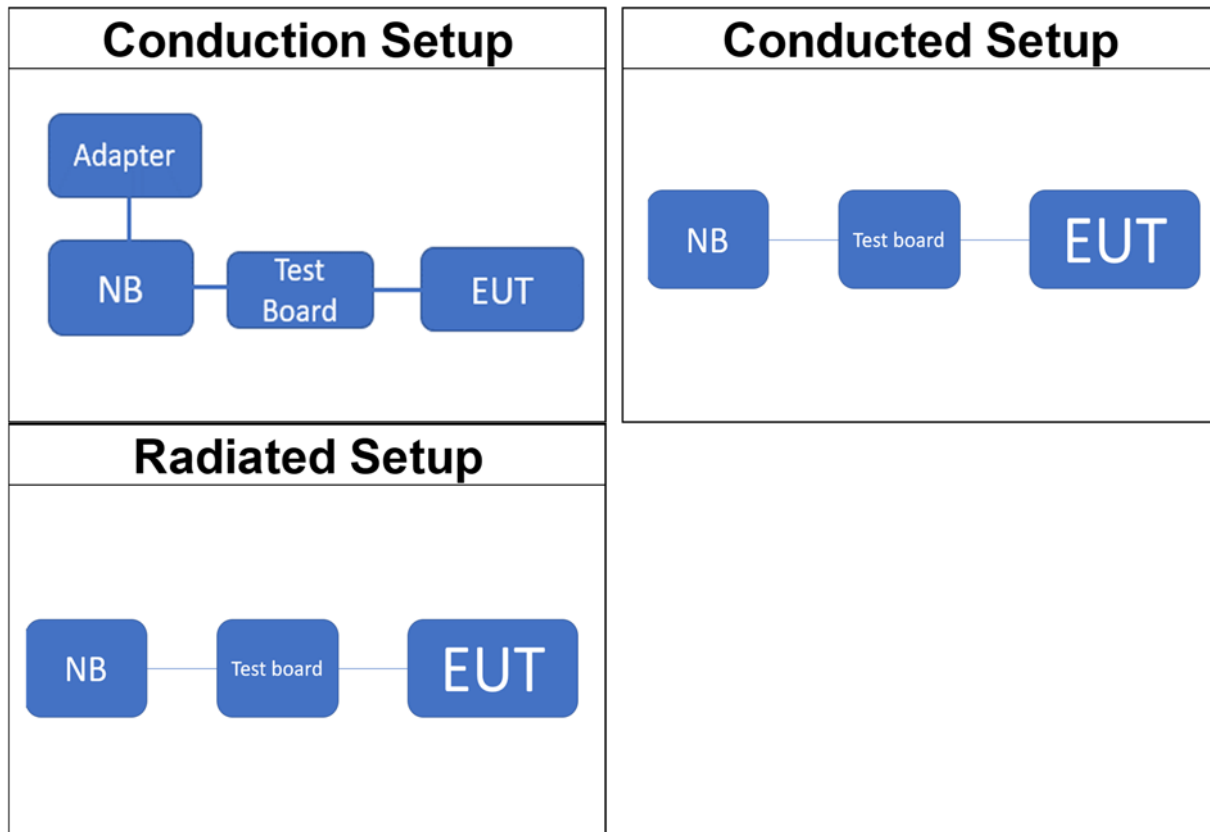 Conduction Setup
Adapter
NB
Test
Board
EUT
Conducted Setup
NB
Test board
EUT
Radiated Setup
NB
Test board
EUT